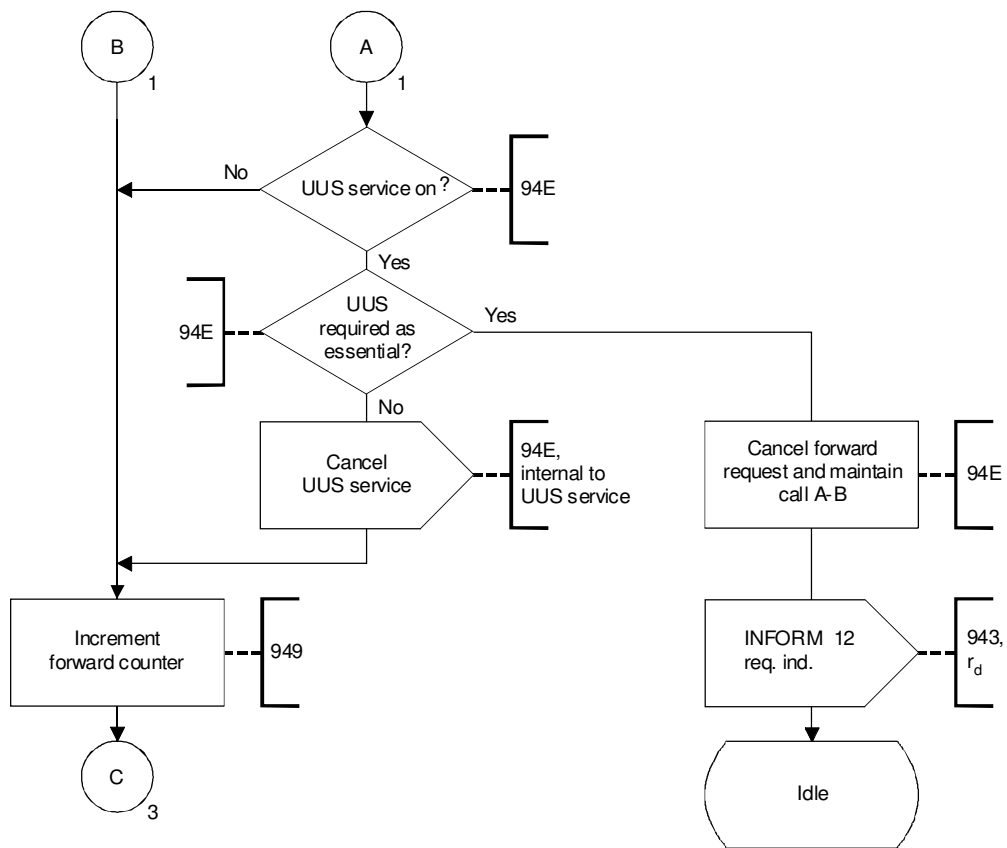 B
1
A
1
UUS service on?
No
94E
Yes
UUS
required as
essential?
94E
Yes
No
Cancel
UUS service
94E,
internal to
UUS service
Cancel forward
request and maintain
call A-B
94E
Increment
forward counter
949
INFORM 12
req. ind.
943,
rd
C
3
Idle